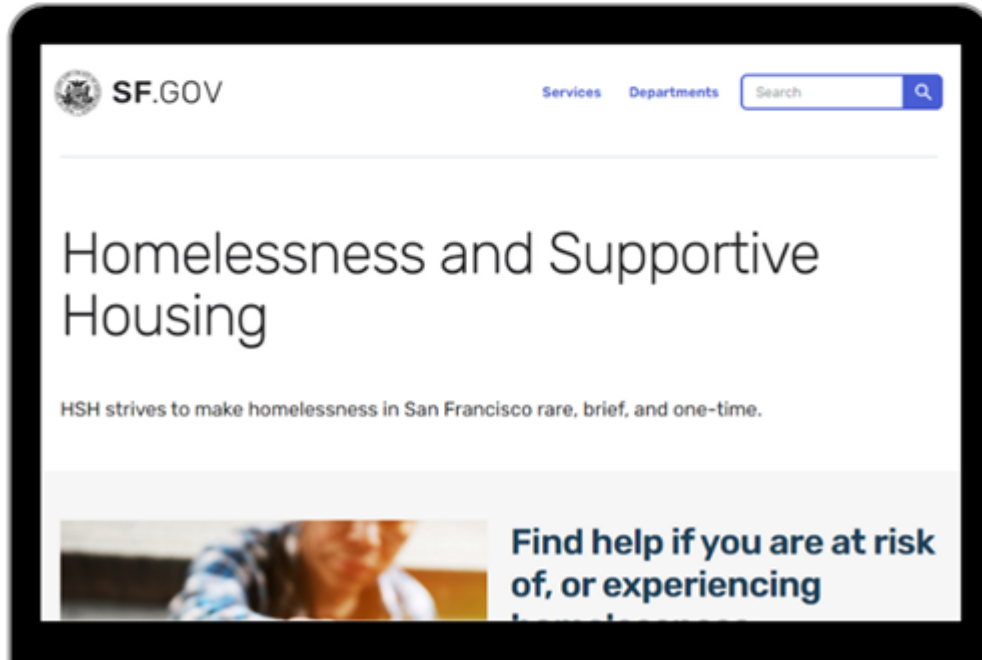 SF.GOV
Services
Departments
Search
Homelessness and Supportive
Housing
HSH strives to make homelessness in San Francisco rare, brief, and one-time.
Find help if you are at risk
of, or experiencing